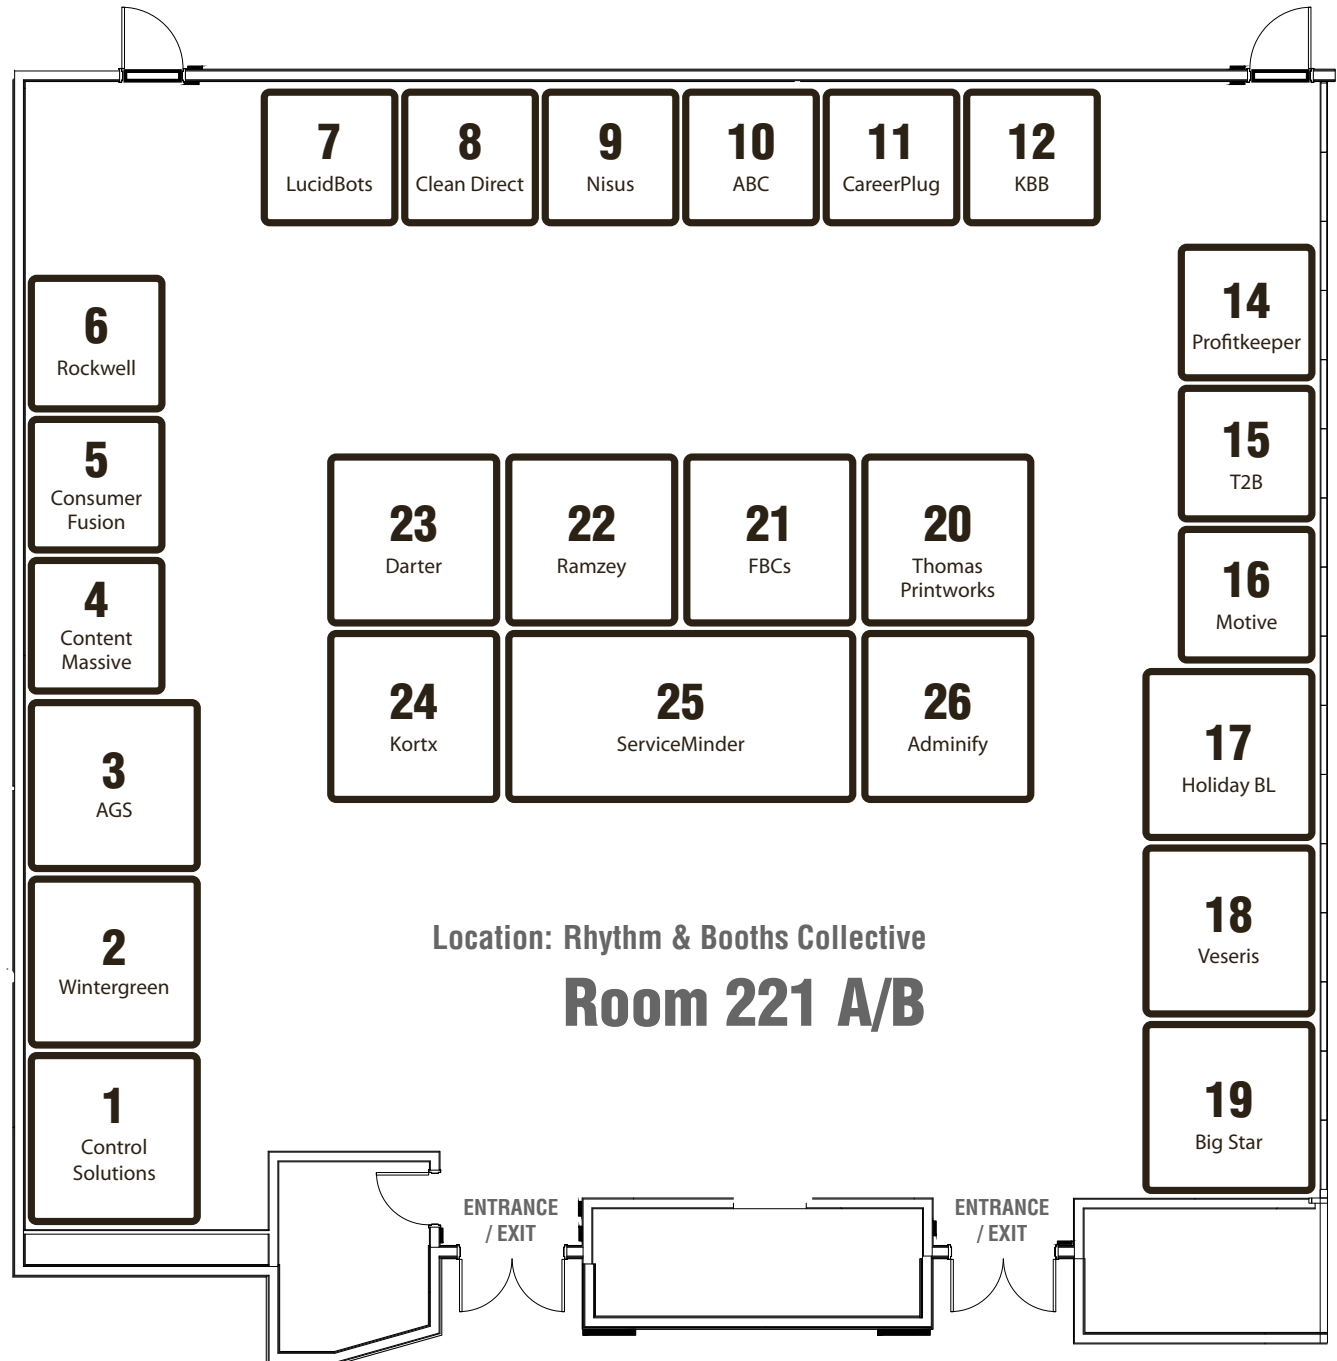 7
LucidBots
8
Clean Direct
9
Nisus
10
ABC
11
CareerPlug
12
KBB
6
Rockwell
5
Consumer
Fusion
4
Content
Massive
3
AGS
2
Wintergreen
1
Control
Solutions
23
Darter
22
Ramzey
21
FBCs
20
Thomas
Printworks
24
Kortx
25
ServiceMinder
26
Adminify
14
Profitkeeper
15
T2B
16
Motive
17
Holiday BL
18
Veseris
19
Big Star
Location: Rhythm & Booths Collective
Room 221 A/B
ENTRANCE
/ EXIT
ENTRANCE
/ EXIT